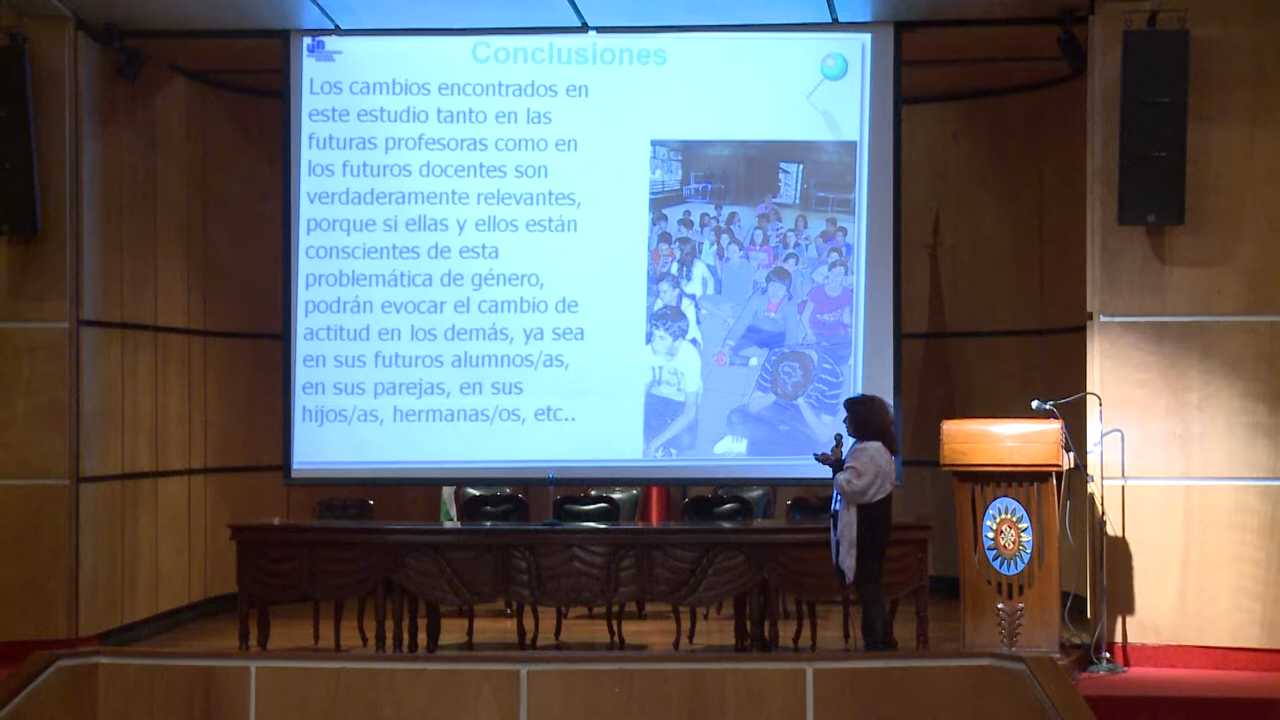 Conclusiones
Los cambios encontrados en
este estudio tanto en las
futuras profesoras como en
los futuros docentes son
verdaderamente relevantes,
porque si ellas y ellos están
conscientes de esta
problemática de género,
podrán evocar el cambio de
actitud en los demás, ya sea
en sus futuros alumnos/as,
en sus parejas, en sus
hijos/as, hermanas/os, etc..